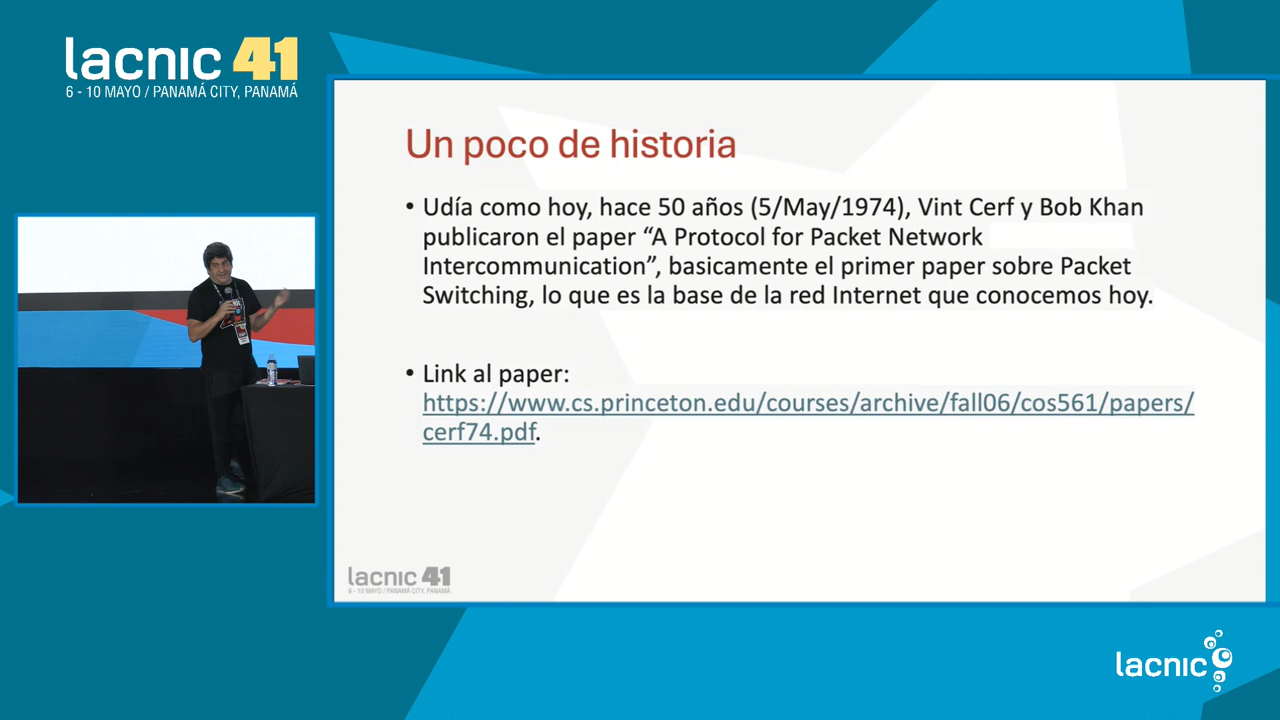 lacnic 41
6 - 10 MAYO / PANAMÁ CITY, PANAMÁ
Un poco de historia
• Udía como hoy, hace 50 años (5/May/1974), Vint Cerf y Bob Khan
publicaron el paper “A Protocol for Packet Network
Intercommunication”, basicamente el primer paper sobre Packet
Switching, lo que es la base de la red Internet que conocemos hoy.
• Link al paper:
https://www.cs.princeton.edu/courses/archive/fall06/cos561/papers/
cerf74.pdf.
lacnic 41
6 - 10 MAYO / PANAMÁ CITY, PANAMÁ
lacnic